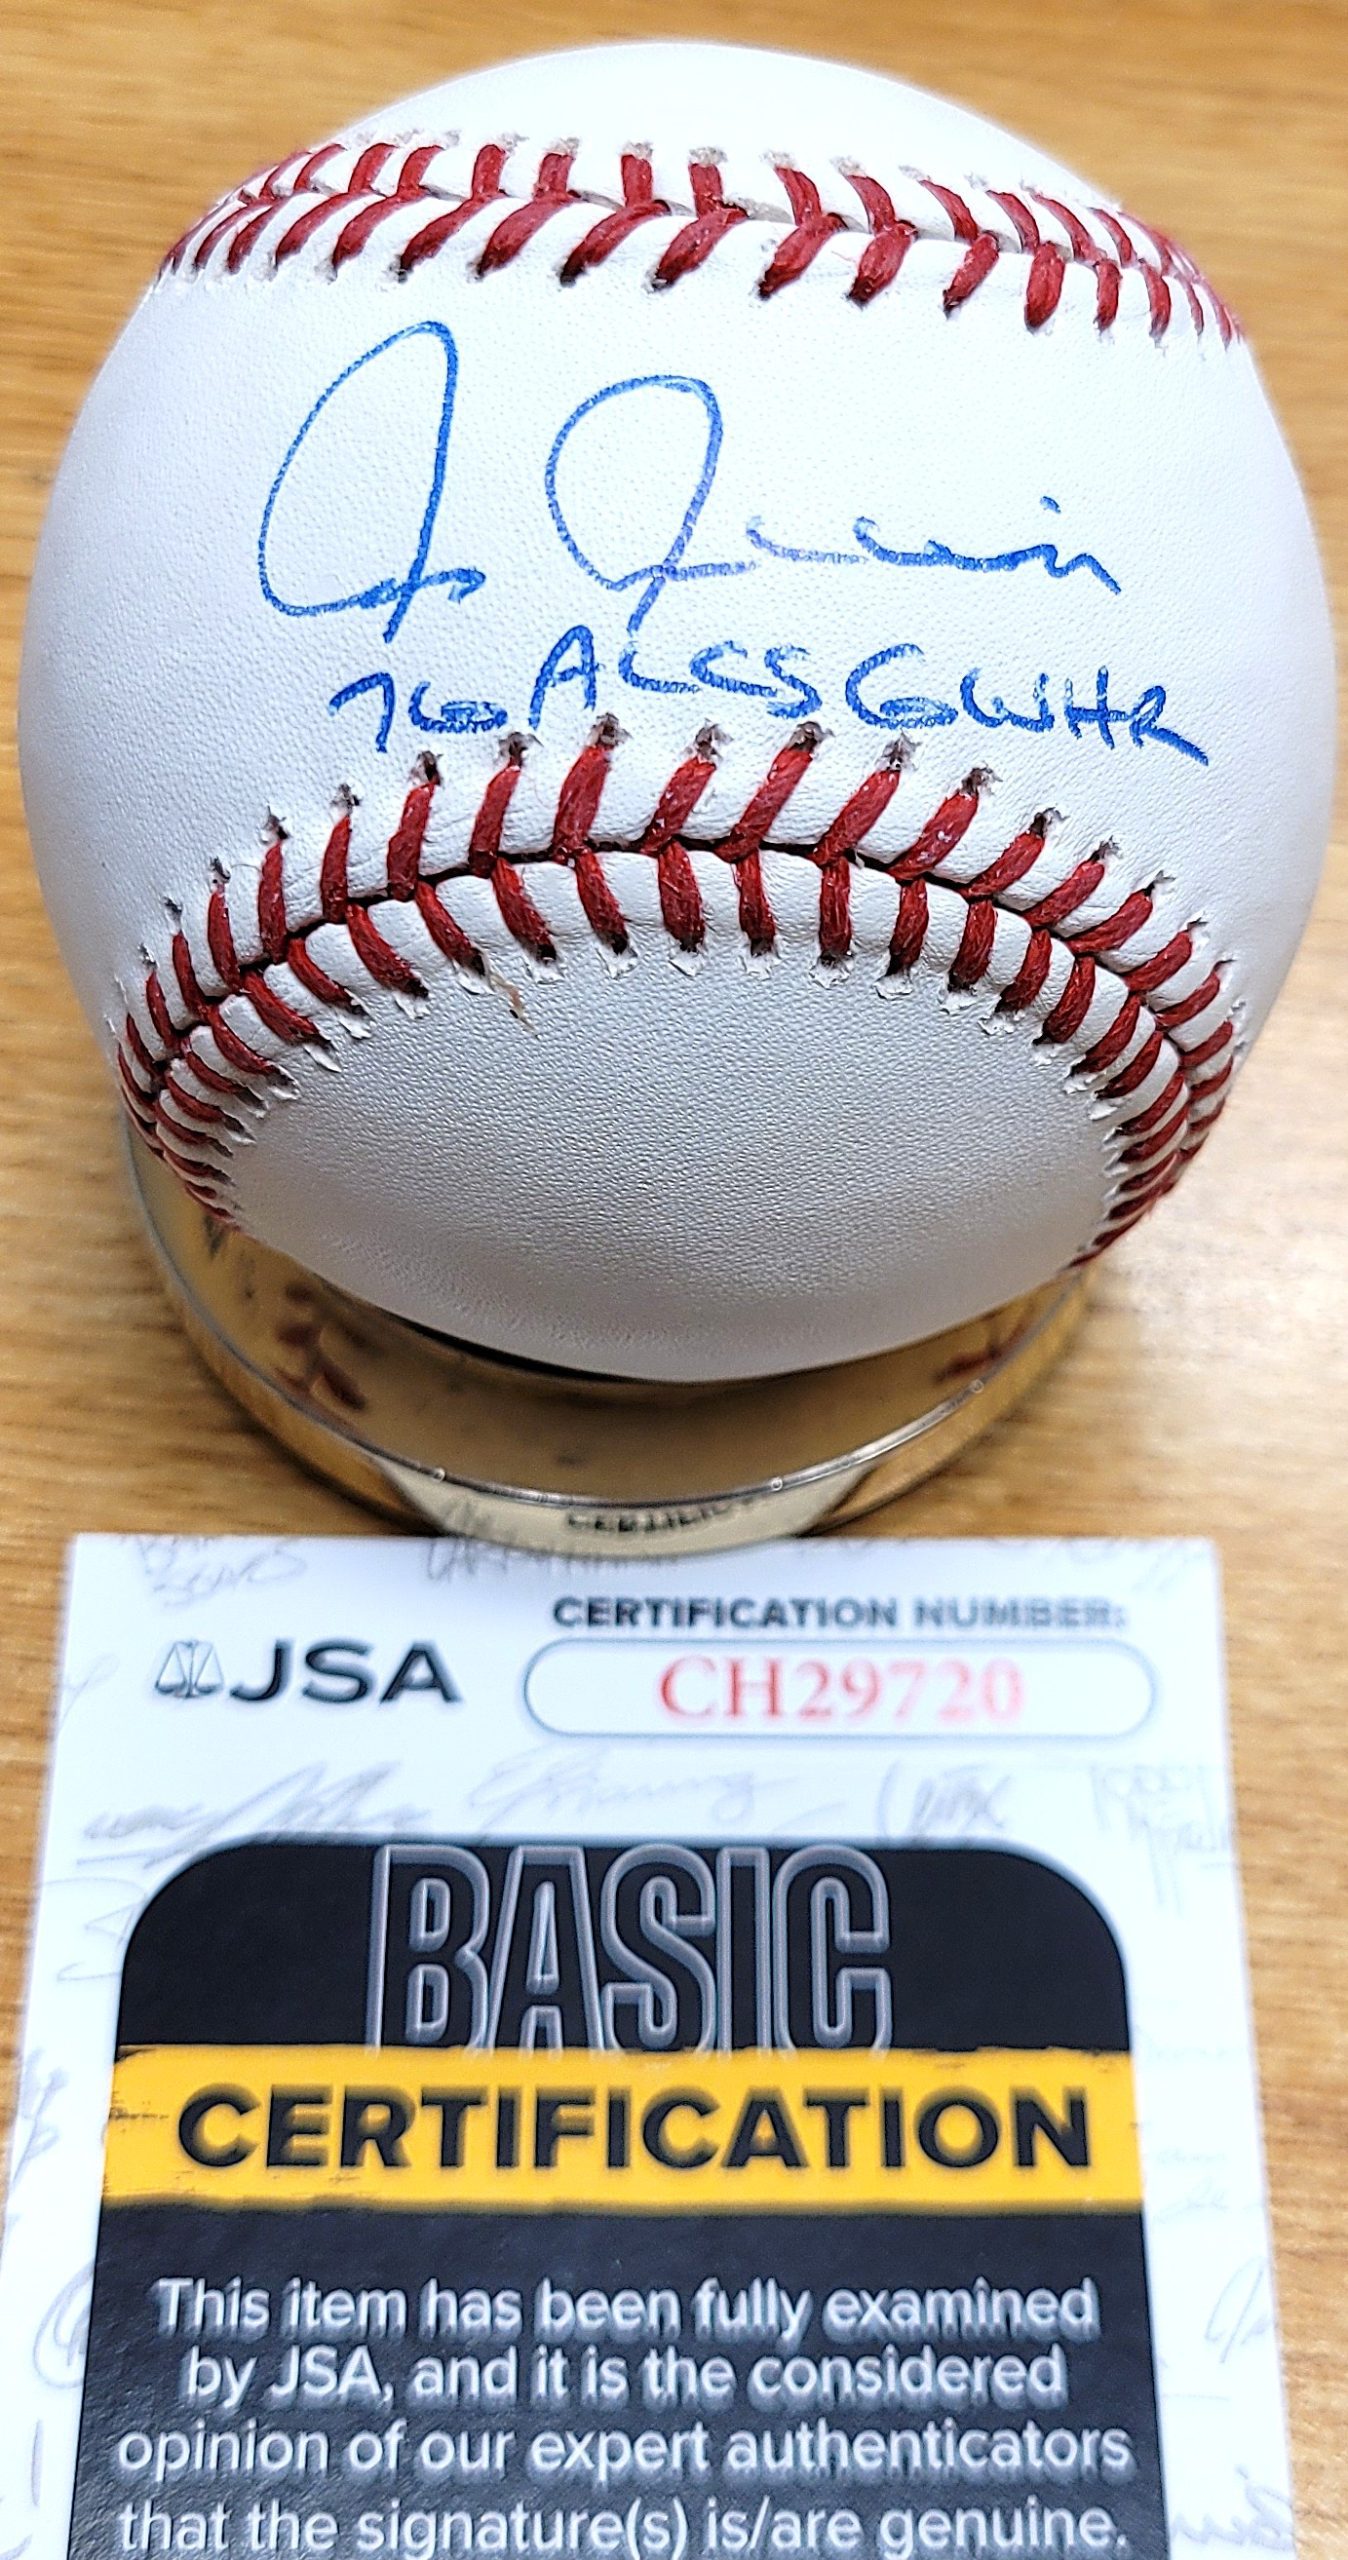 76 ALCS GWHR
JSA
CERTIFICATION NUMBER:
CH29720
BASIC
CERTIFICATION
This item has been fully examined
by JSA, and it is the considered
opinion of our expert authenticators
that the signature(s) is/are genuine.